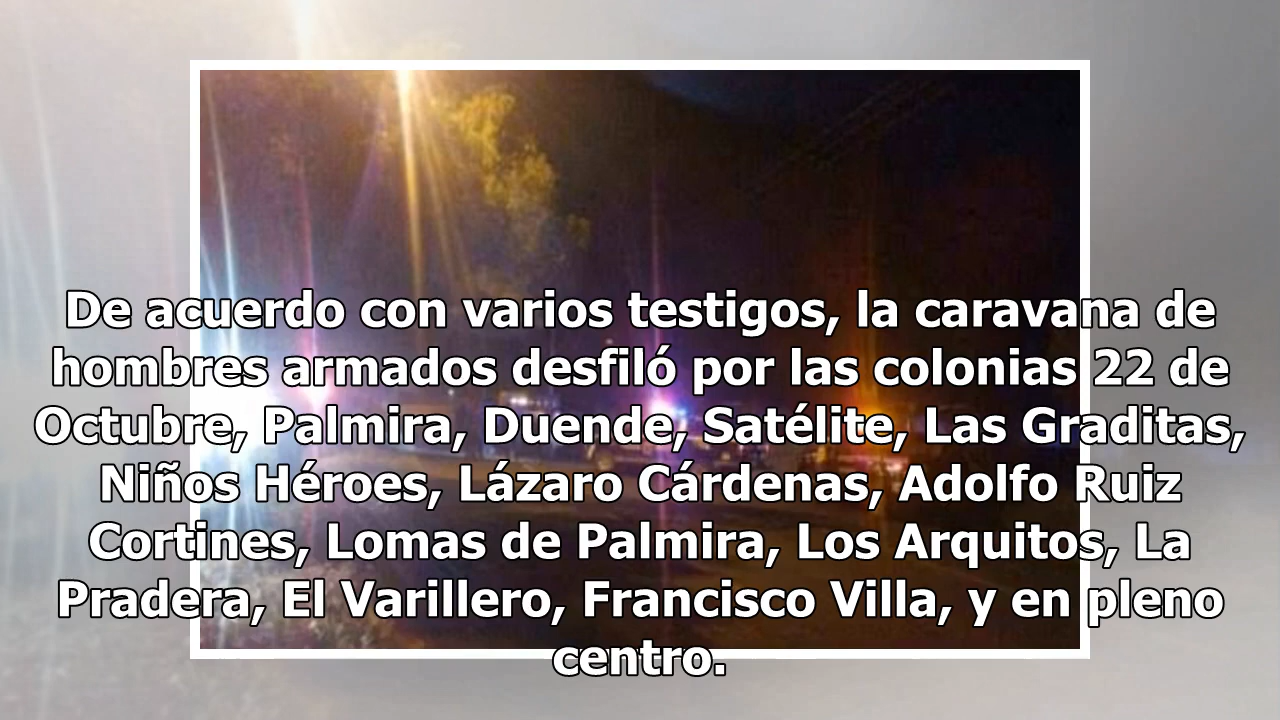 De acuerdo con varios testigos, la caravana de
hombres armados desfiló por las colonias 22 de
Octubre, Palmira, Duende, Satélite, Las Graditas,
Niños Héroes, Lázaro Cárdenas, Adolfo Ruiz
Cortines, Lomas de Palmira, Los Arquitos, La
Pradera, El Varillero, Francisco Villa, y en pleno
centro.